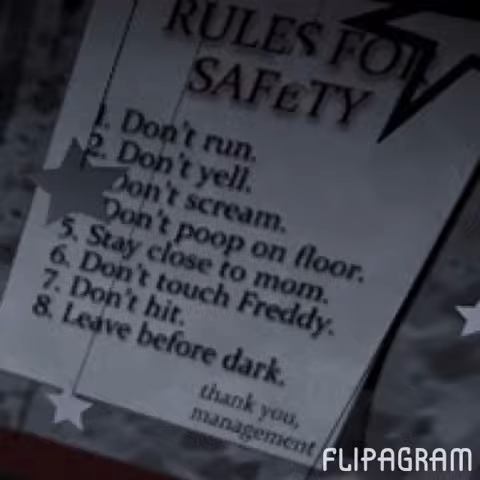 RULES FOR
SAFETY
1. Don't run.
2. Don't yell.
Don't scream.
Don't poop on floor.
5. Stay close to mom.
6. Don't touch Freddy.
7. Don't hit.
8. Leave before dark.
thank you,
management
FLIPAGRAM